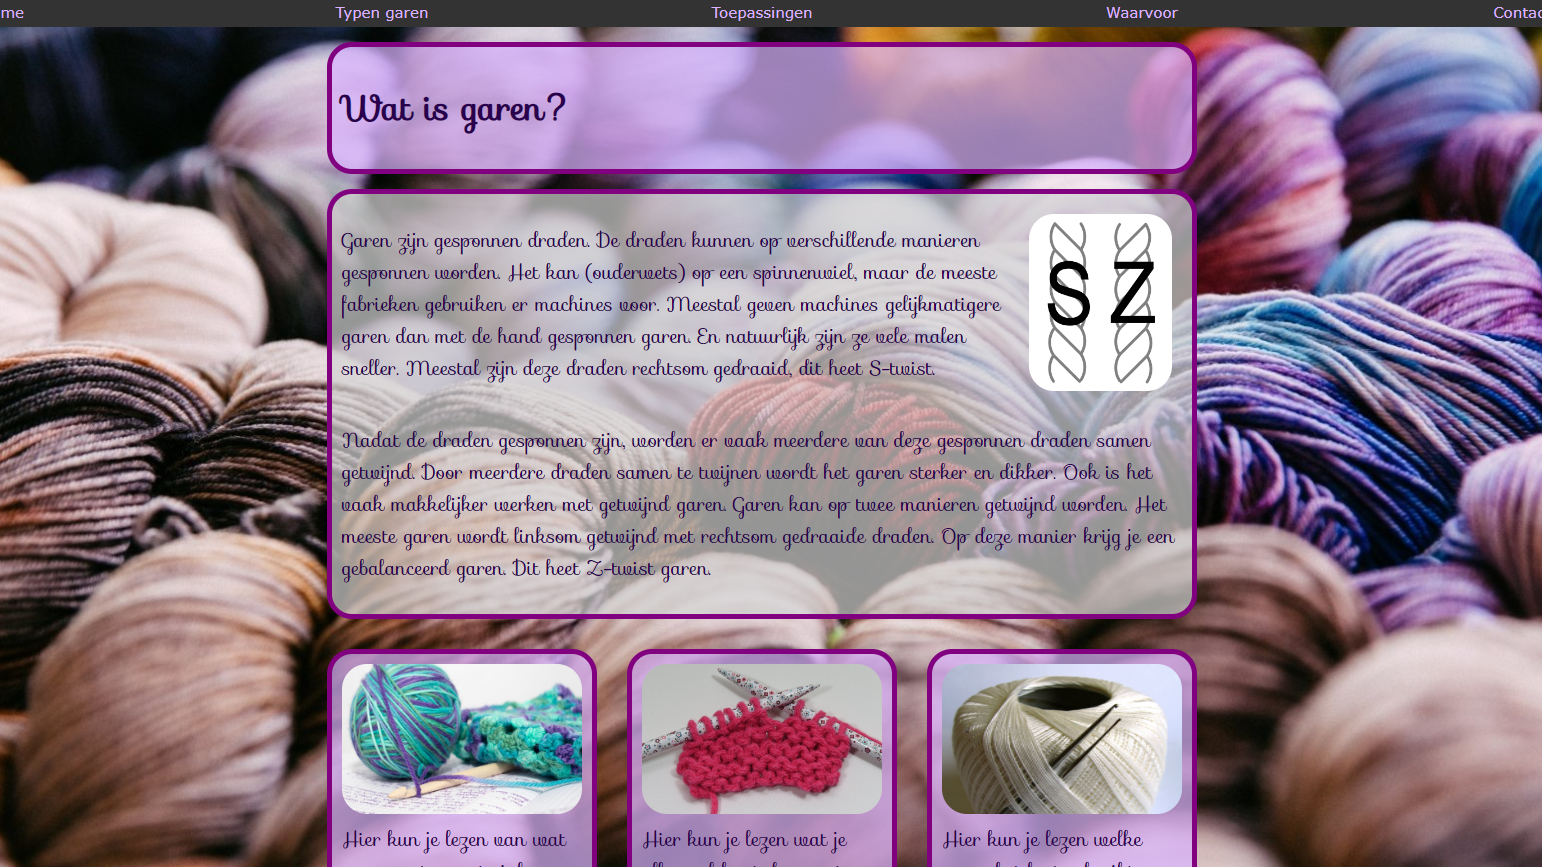 me Typen garen Toepassingen Waarvoor Contac
Wat is garen?
Garen zijn gesponnen draden. De draden kunnen op verschillende manieren
gesponnen worden. Het kan (ouderwets) op een spinnenwiel, maar de meeste
fabrieken gebruiken er machines voor. Meestal geven machines gelijkmatigere
garen dan met de hand gesponnen garen. En natuurlijk zijn ze vele malen
sneller. Meestal zijn deze draden rechtsom gedraaid, dit heet S-twist.
S Z
Nadat de draden gesponnen zijn, worden er vaak meerdere van deze gesponnen draden samen
getwijnd. Door meerdere draden samen te twijnen wordt het garen sterker en dikker. Ook is het
vaak makkelijker werken met getwijnd garen. Garen kan op twee manieren getwijnd worden. Het
meeste garen wordt linksom getwijnd met rechtsom gedraaide draden. Op deze manier krijg je een
gebalanceerd garen. Dit heet Z-twist garen.
Hier kun je lezen van wat
Hier kun je lezen wat je
Hier kun je lezen welke